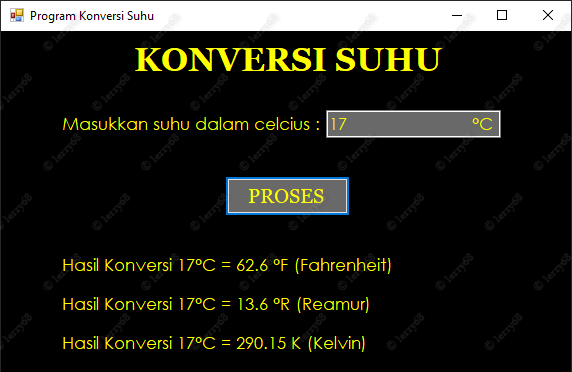 Program Konversi Suhu
KONVERSI SUHU
Masukkan suhu dalam celcius : 17 °C
PROSES
Hasil Konversi 17°C = 62.6 °F (Fahrenheit)
Hasil Konversi 17°C = 13.6 °R (Reamur)
Hasil Konversi 17°C = 290.15 K (Kelvin)
© lerry68